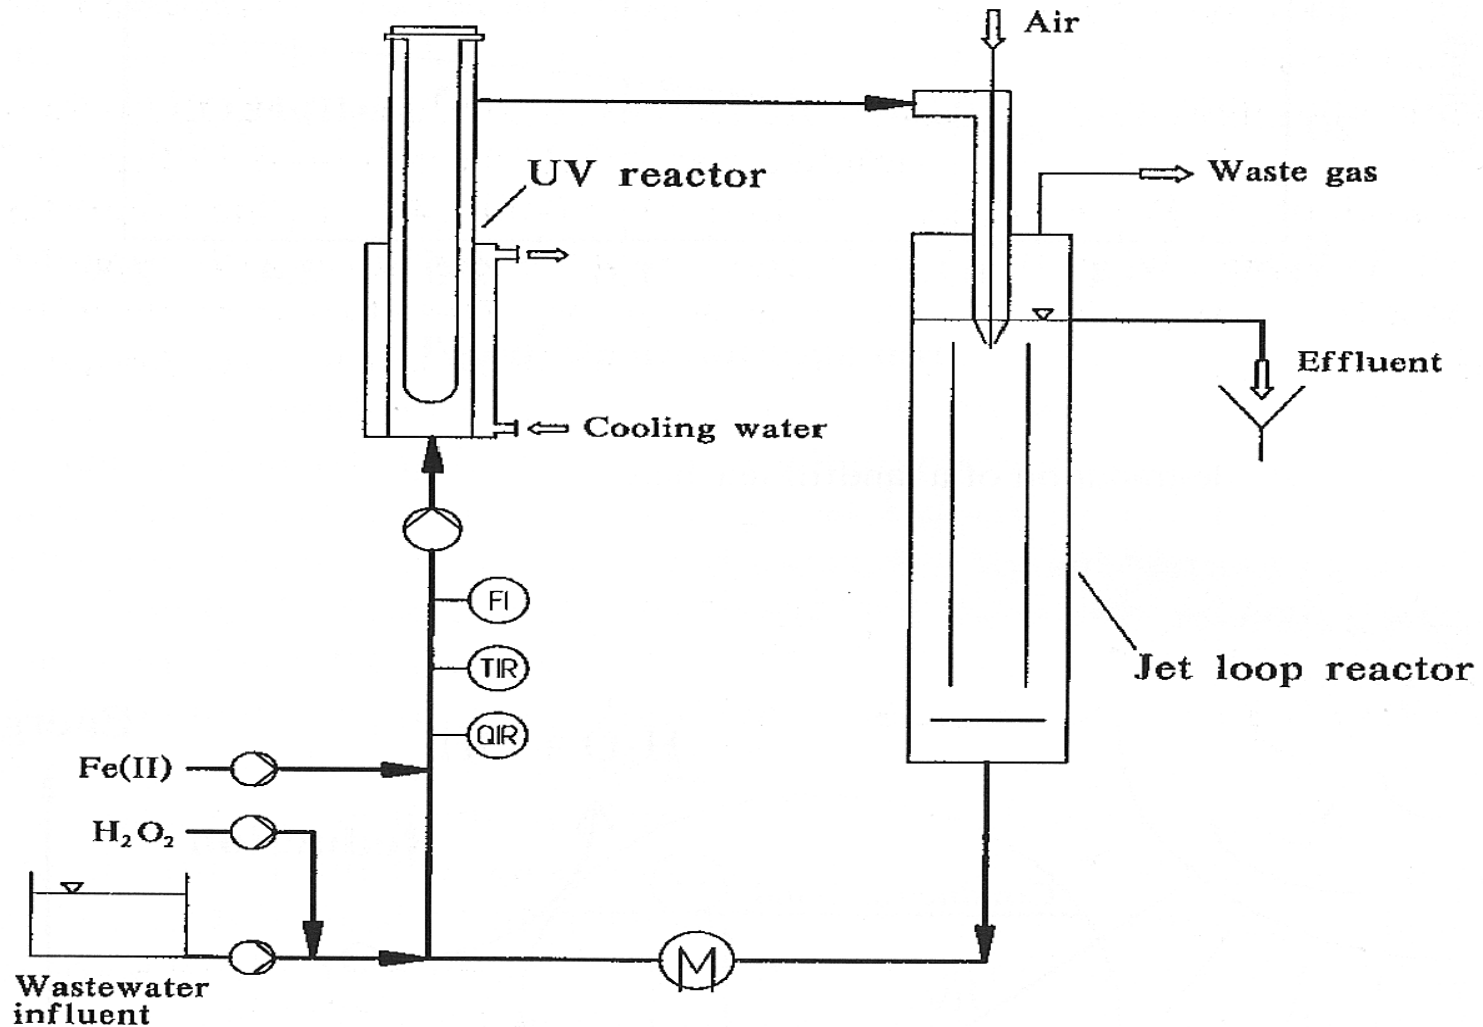 Air
UV reactor
Waste gas
Effluent
Cooling water
FI
TIR
Jet loop reactor
QIR
Fe(II)
H₂O₂
M
Wastewater
influent